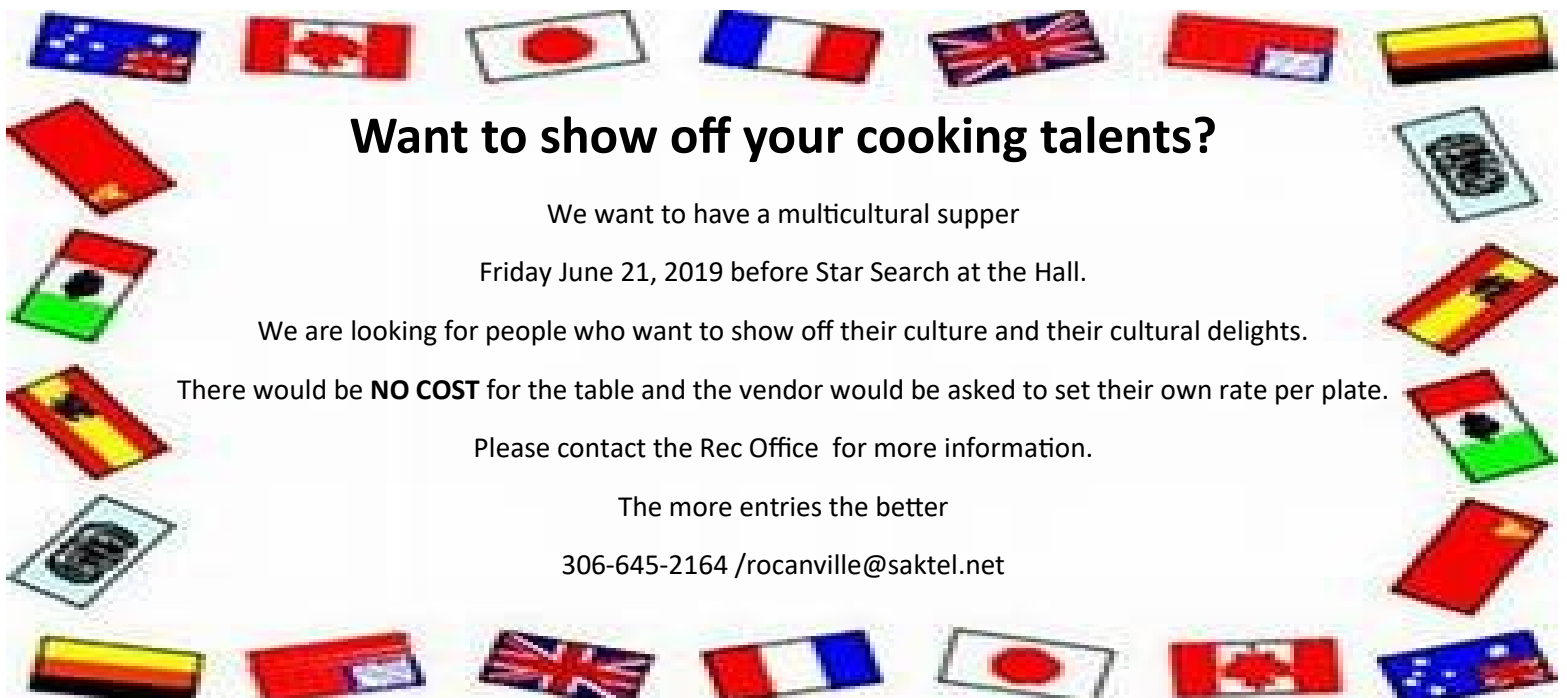 Want to show off your cooking talents?
We want to have a multicultural supper
Friday June 21, 2019 before Star Search at the Hall.
We are looking for people who want to show off their culture and their cultural delights.
There would be NO COST for the table and the vendor would be asked to set their own rate per plate.
Please contact the Rec Office  for more information.
The more entries the better
306-645-2164 /rocanville@saktel.net